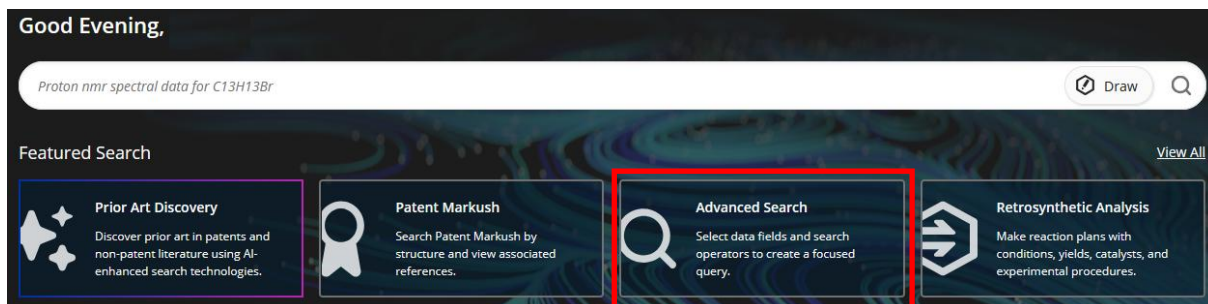 Good Evening,
Proton nmr spectral data for C13H13Br
Draw
Featured Search
View All
Prior Art Discovery
Discover prior art in patents and
non-patent literature using AI-
enhanced search technologies.
Patent Markush
Search Patent Markush by
structure and view associated
references.
Advanced Search
Select data fields and search
operators to create a focused
query.
Retrosynthetic Analysis
Make reaction plans with
conditions, yields, catalysts, and
experimental procedures.